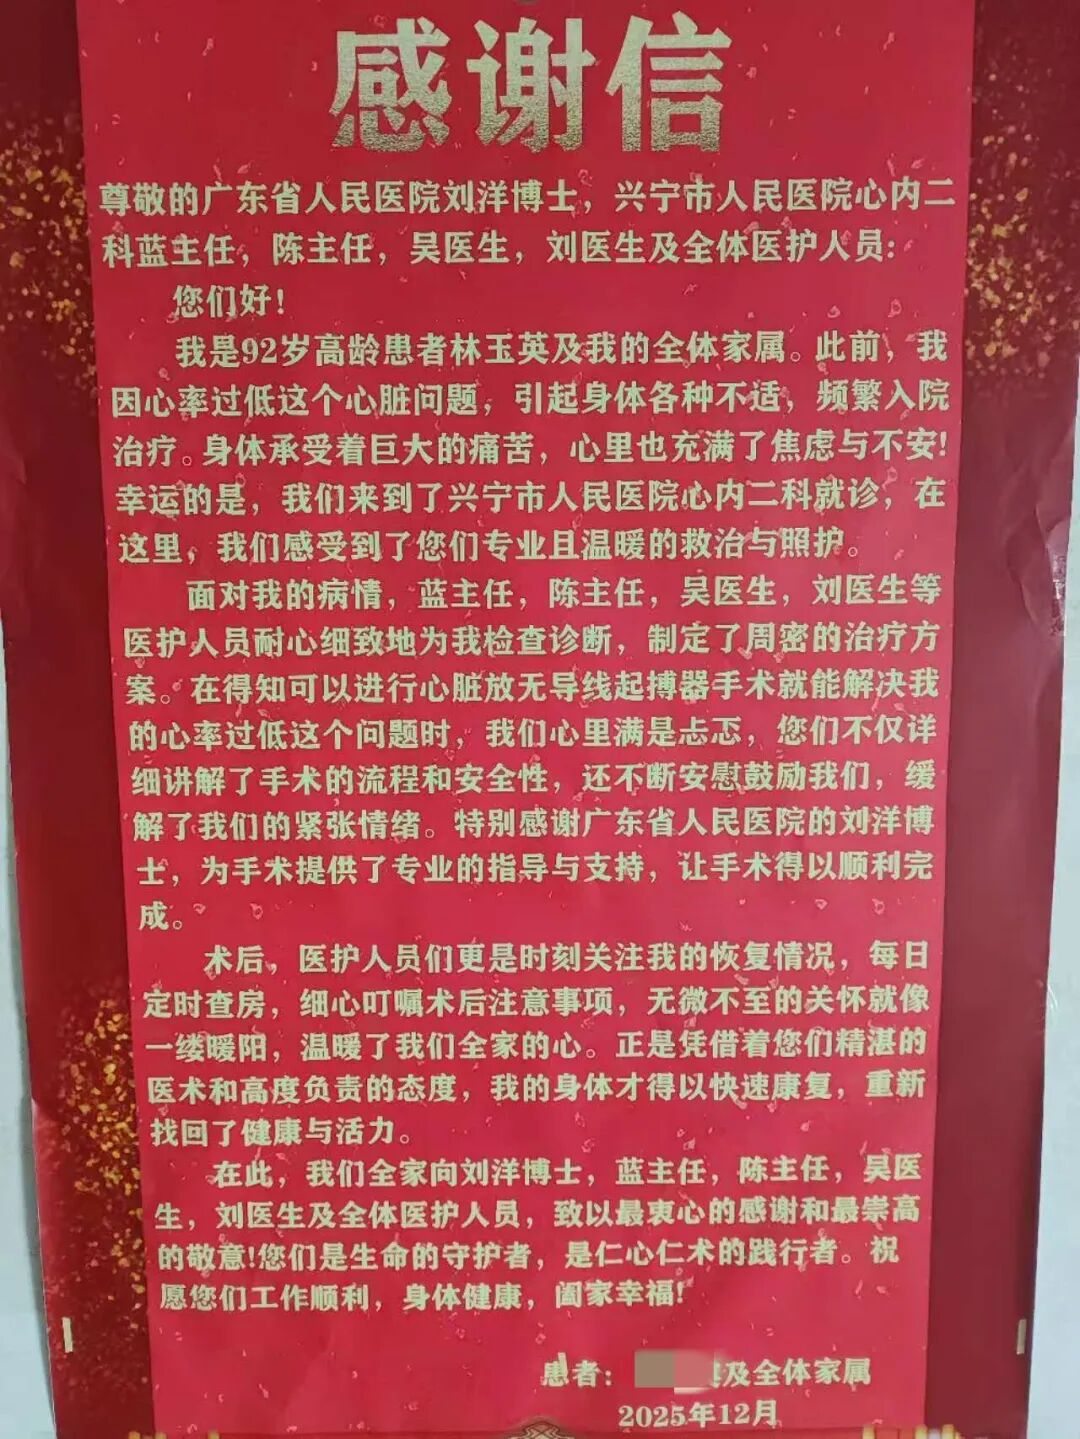 感谢信
尊敬的广东省人民医院刘洋博士，兴宁市人民医院心内二
科蓝主任，陈主任，吴医生，刘医生及全体医护人员:
您们好!
我是92岁高龄患者林玉英及我的全体家属。此前，我
因心率过低这个心脏问题，引起身体各种不适，频繁入院
治疗。身体承受着巨大的痛苦，心里也充满了焦虑与不安!
幸运的是，我们来到了兴宁市人民医院心内二科就诊，在
这里，我们感受到了您们专业且温暖的救治与照护。
面对我的病情，蓝主任，陈主任，吴医生，刘医生等
医护人员耐心细致地为我检查诊断，制定了周密的治疗方
案。在得知可以进行心脏放无导线起搏器手术就能解决我
的心率过低这个问题时，我们心里满是忐忑，您们不仅详
细讲解了手术的流程和安全性，还不断安慰鼓励我们，缓
解了我们的紧张情绪。特别感谢广东省人民医院的刘洋博
士，为手术提供了专业的指导与支持，让手术得以顺利完
成。
术后，医护人员们更是时刻关注我的恢复情况，每日
定时查房，细心叮嘱术后注意事项，无微不至的关怀就像
一缕暖阳，温暖了我们全家的心。正是凭借着您们精湛的
医术和高度负责的态度，我的身体才得以快速康复，重新
找回了健康与活力。
在此，我们全家向刘洋博士，蓝主任，陈主任，吴医
生，刘医生及全体医护人员，致以最衷心的感谢和最崇高
的敬意!您们是生命的守护者，是仁心仁术的践行者。祝
愿您们工作顺利，身体健康，阖家幸福!
患者: 及全体家属
2025年12月